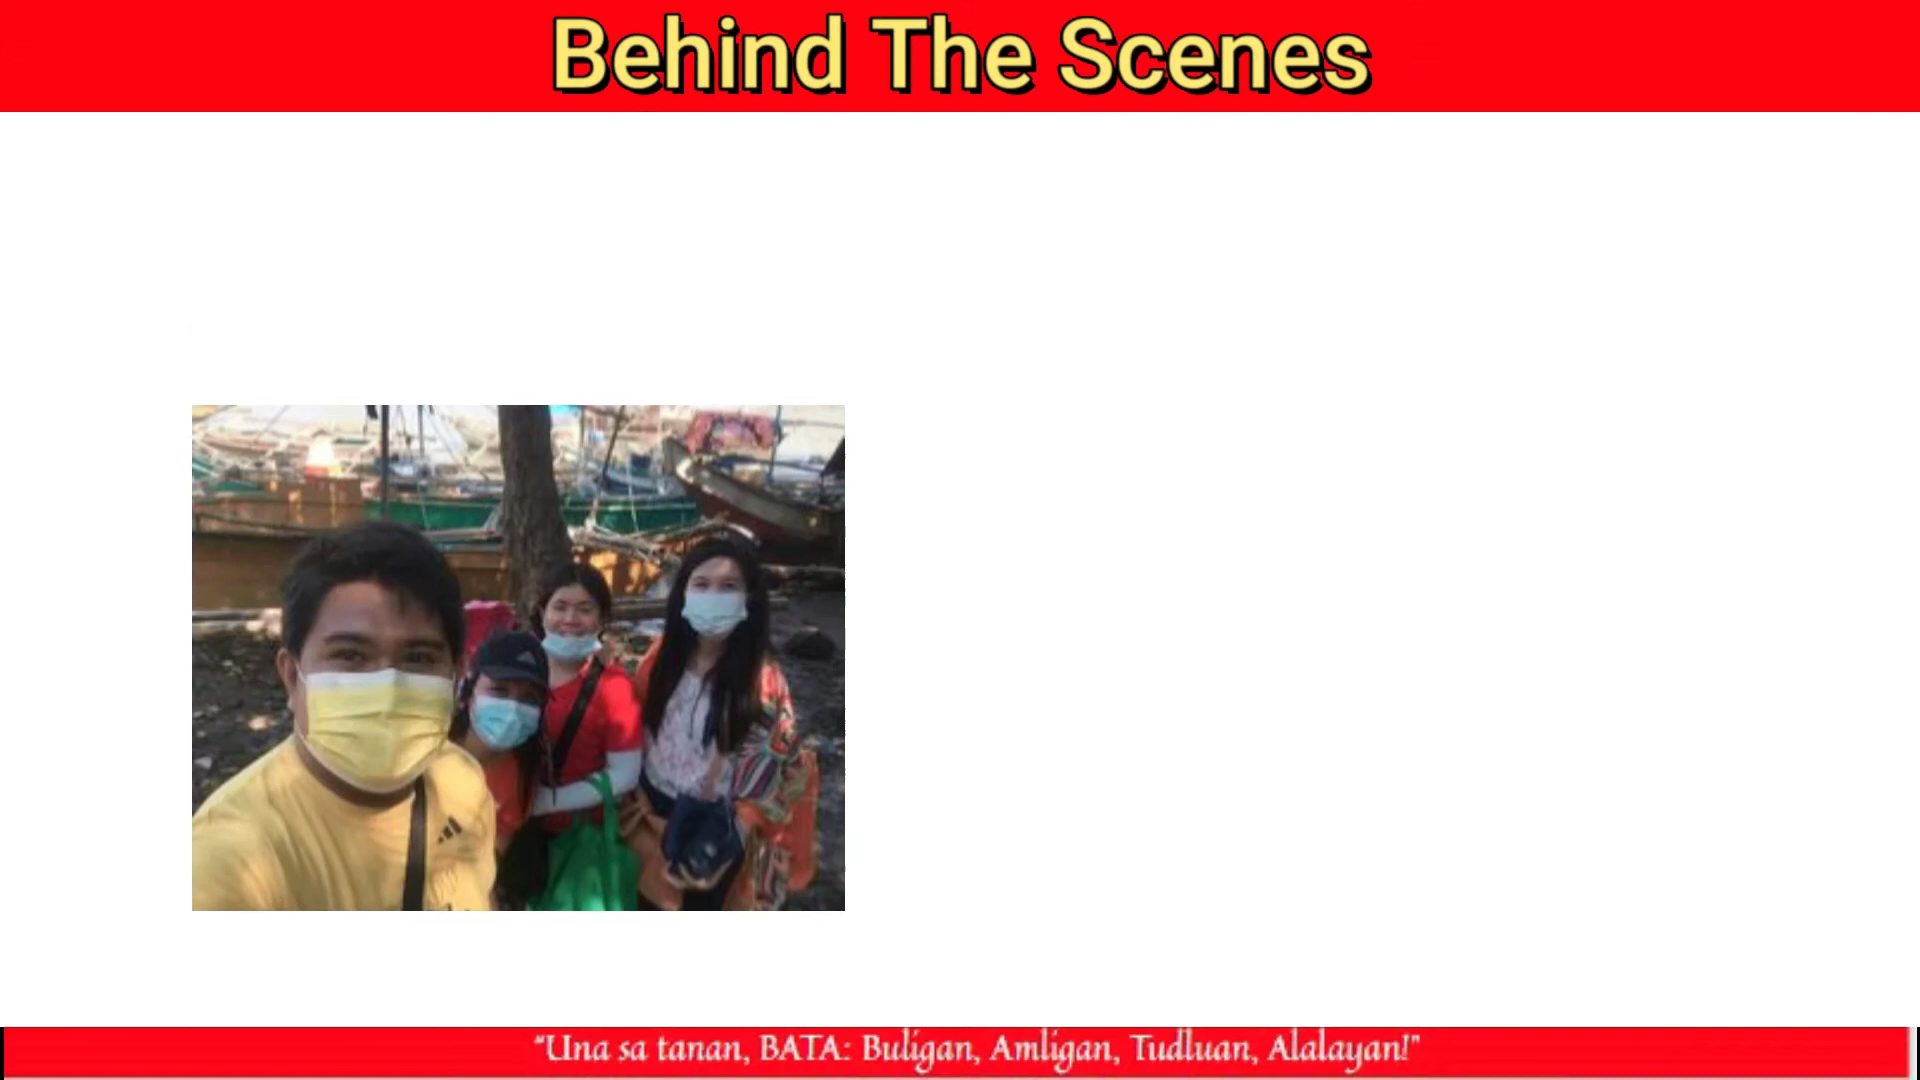 Behind The Scenes
“Una sa tanan, BATA: Buligan, Amligan, Tudluan, Alalayan!"